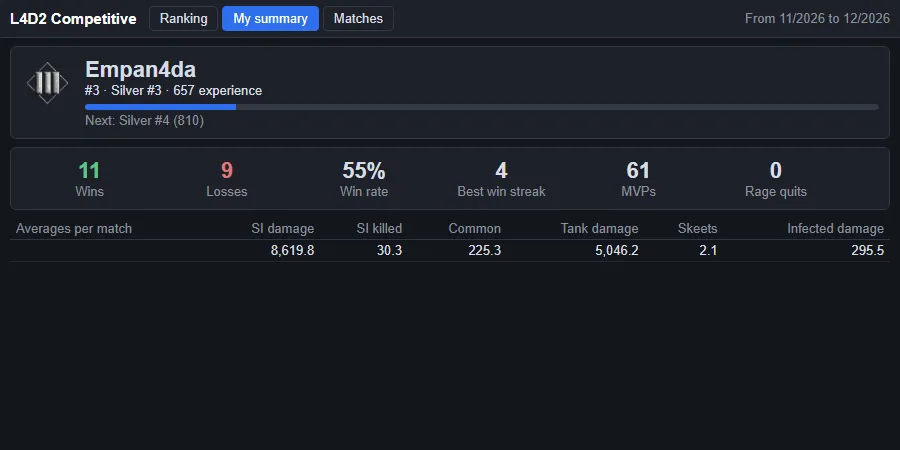 L4D2 Competitive Ranking My summary Matches From 11/2026 to 12/2026
Empan4da
#3 · Silver #3 · 657 experience
Next: Silver #4 (810)
11 9 55% 4 61 0
Wins Losses Win rate Best win streak MVPs Rage quits
Averages per match SI damage SI killed Common Tank damage Skeets Infected damage
8,619.8 30.3 225.3 5,046.2 2.1 295.5